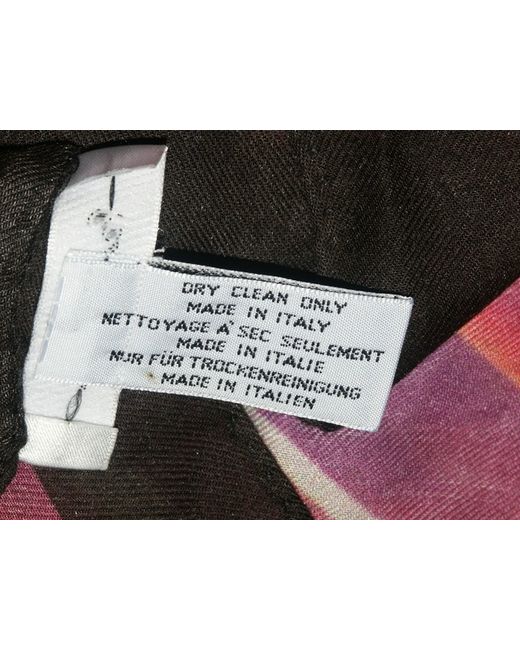 DRY CLEAN ONLY
MADE IN ITALY
NETTOYAGE À SEC SEULEMENT
MADE IN ITALIE
NUR FÜR TROCKENREINIGUNG
MADE IN ITALIEN